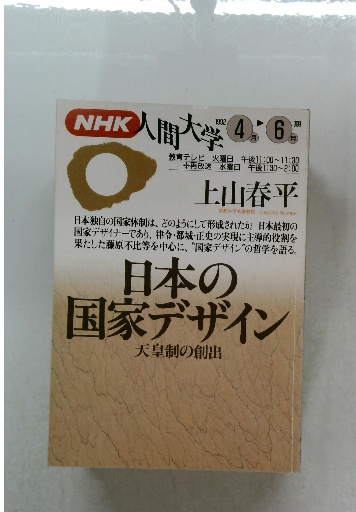 NHK 人間大学 1992 4月▶6月期
教育テレビ 火曜日 午後11:00~11:30
再放送 水曜日 午後1:30~2:00
上山春平
日本独自の国家体制は、どのようにして形成されたか。日本最初の
国家デザイナーであり、律令・都城・正史の実現に主導的役割を
果たした藤原不比等を中心に、"国家デザイン"の哲学を語る。
日本の
国家デザイン
天皇制の創出